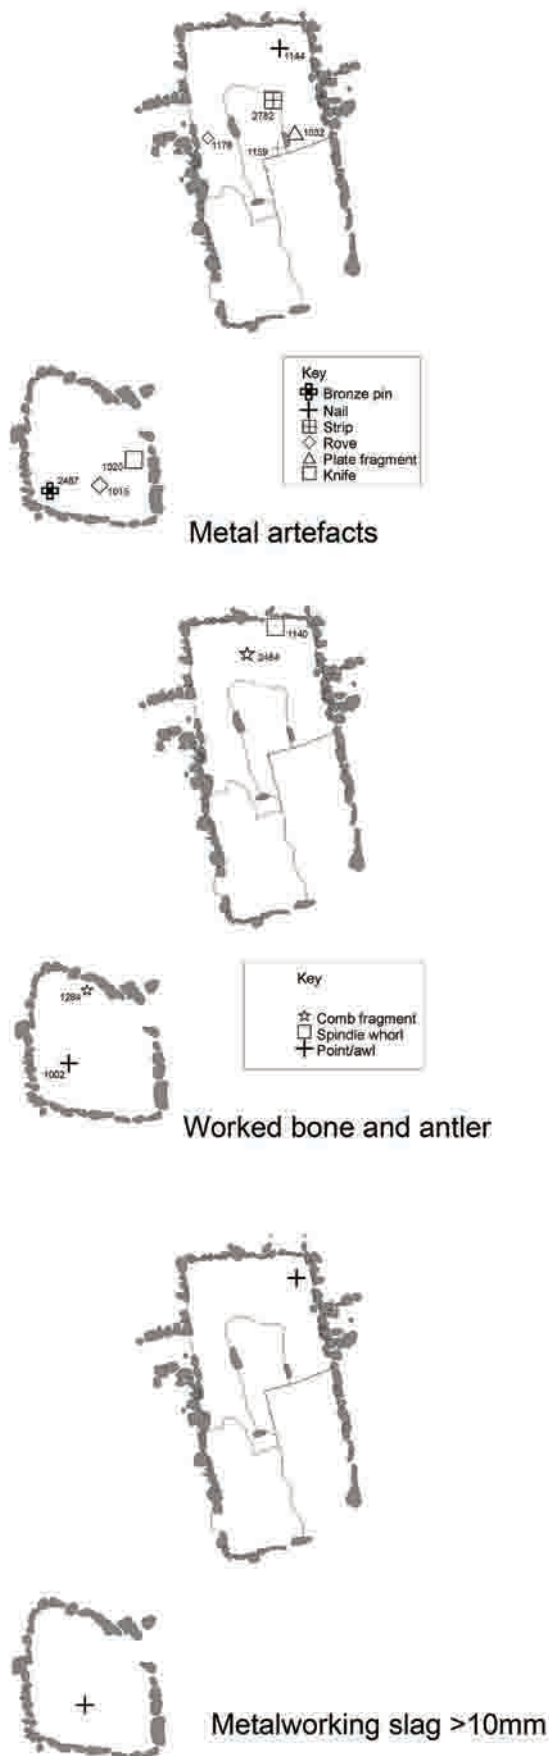 1144
2782
1032
1178
1159
Key
Bronze pin
Nail
Strip
Rove
Plate fragment
Knife
1020
2487
1015
Metal artefacts
1140
2484
Key
Comb fragment
Spindle whorl
Point/awl
1284
1002
Worked bone and antler
Metalworking slag >10mm